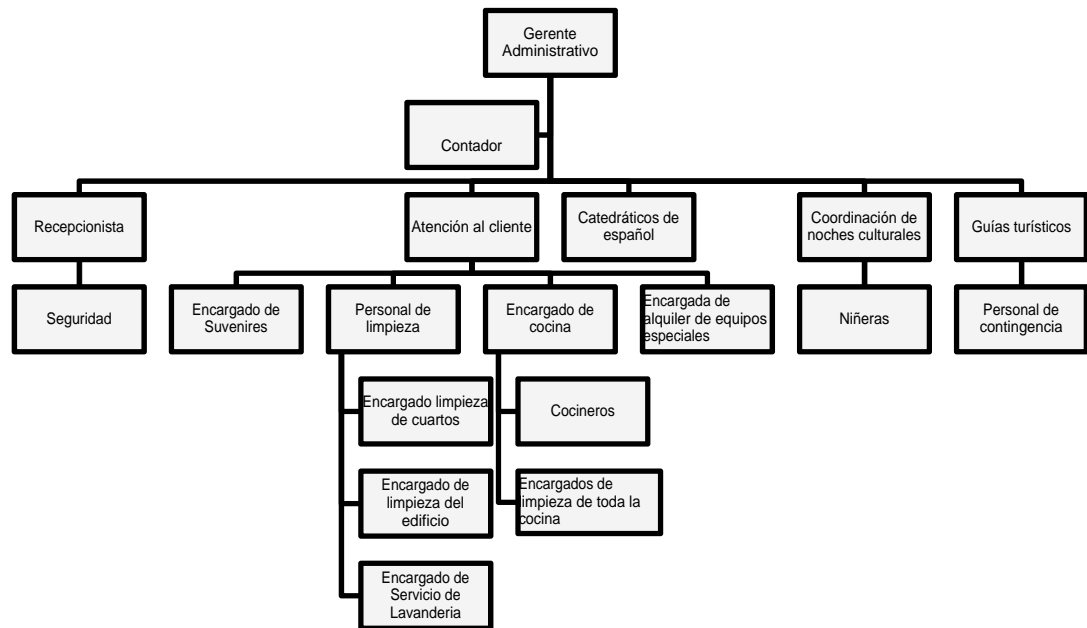 Gerente
Administrativo
Contador
Recepcionista
Atención al cliente
Catedráticos de
español
Coordinación de
noches culturales
Guías turísticos
Seguridad
Encargado de
Suvenires
Personal de
limpieza
Encargado de
cocina
Encargada de
alquiler de equipos
especiales
Niñeras
Personal de
contingencia
Encargado limpieza
de cuartos
Cocineros
Encargado de
limpieza del
edificio
Encargados de
limpieza de toda la
cocina
Encargado de
Servicio de
Lavanderia